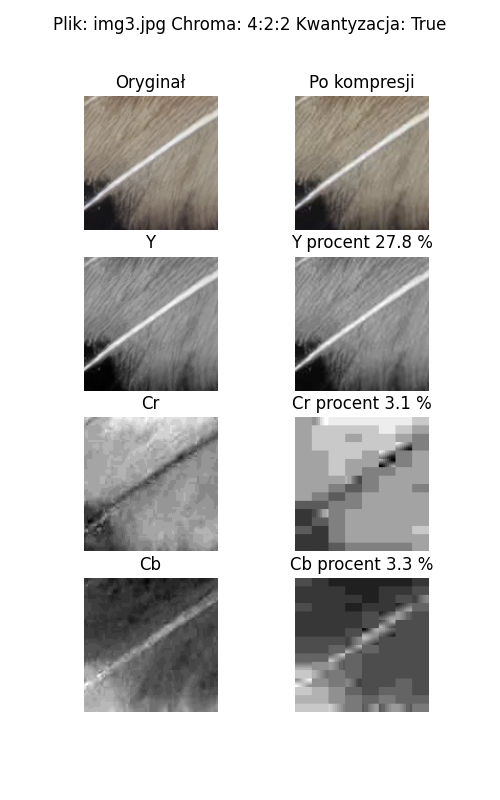 Plik: img3.jpg Chroma: 4:2:2 Kwantyzacja: True
Oryginał
Po kompresji
Y
Y procent 27.8 %
Cr
Cr procent 3.1 %
Cb
Cb procent 3.3 %